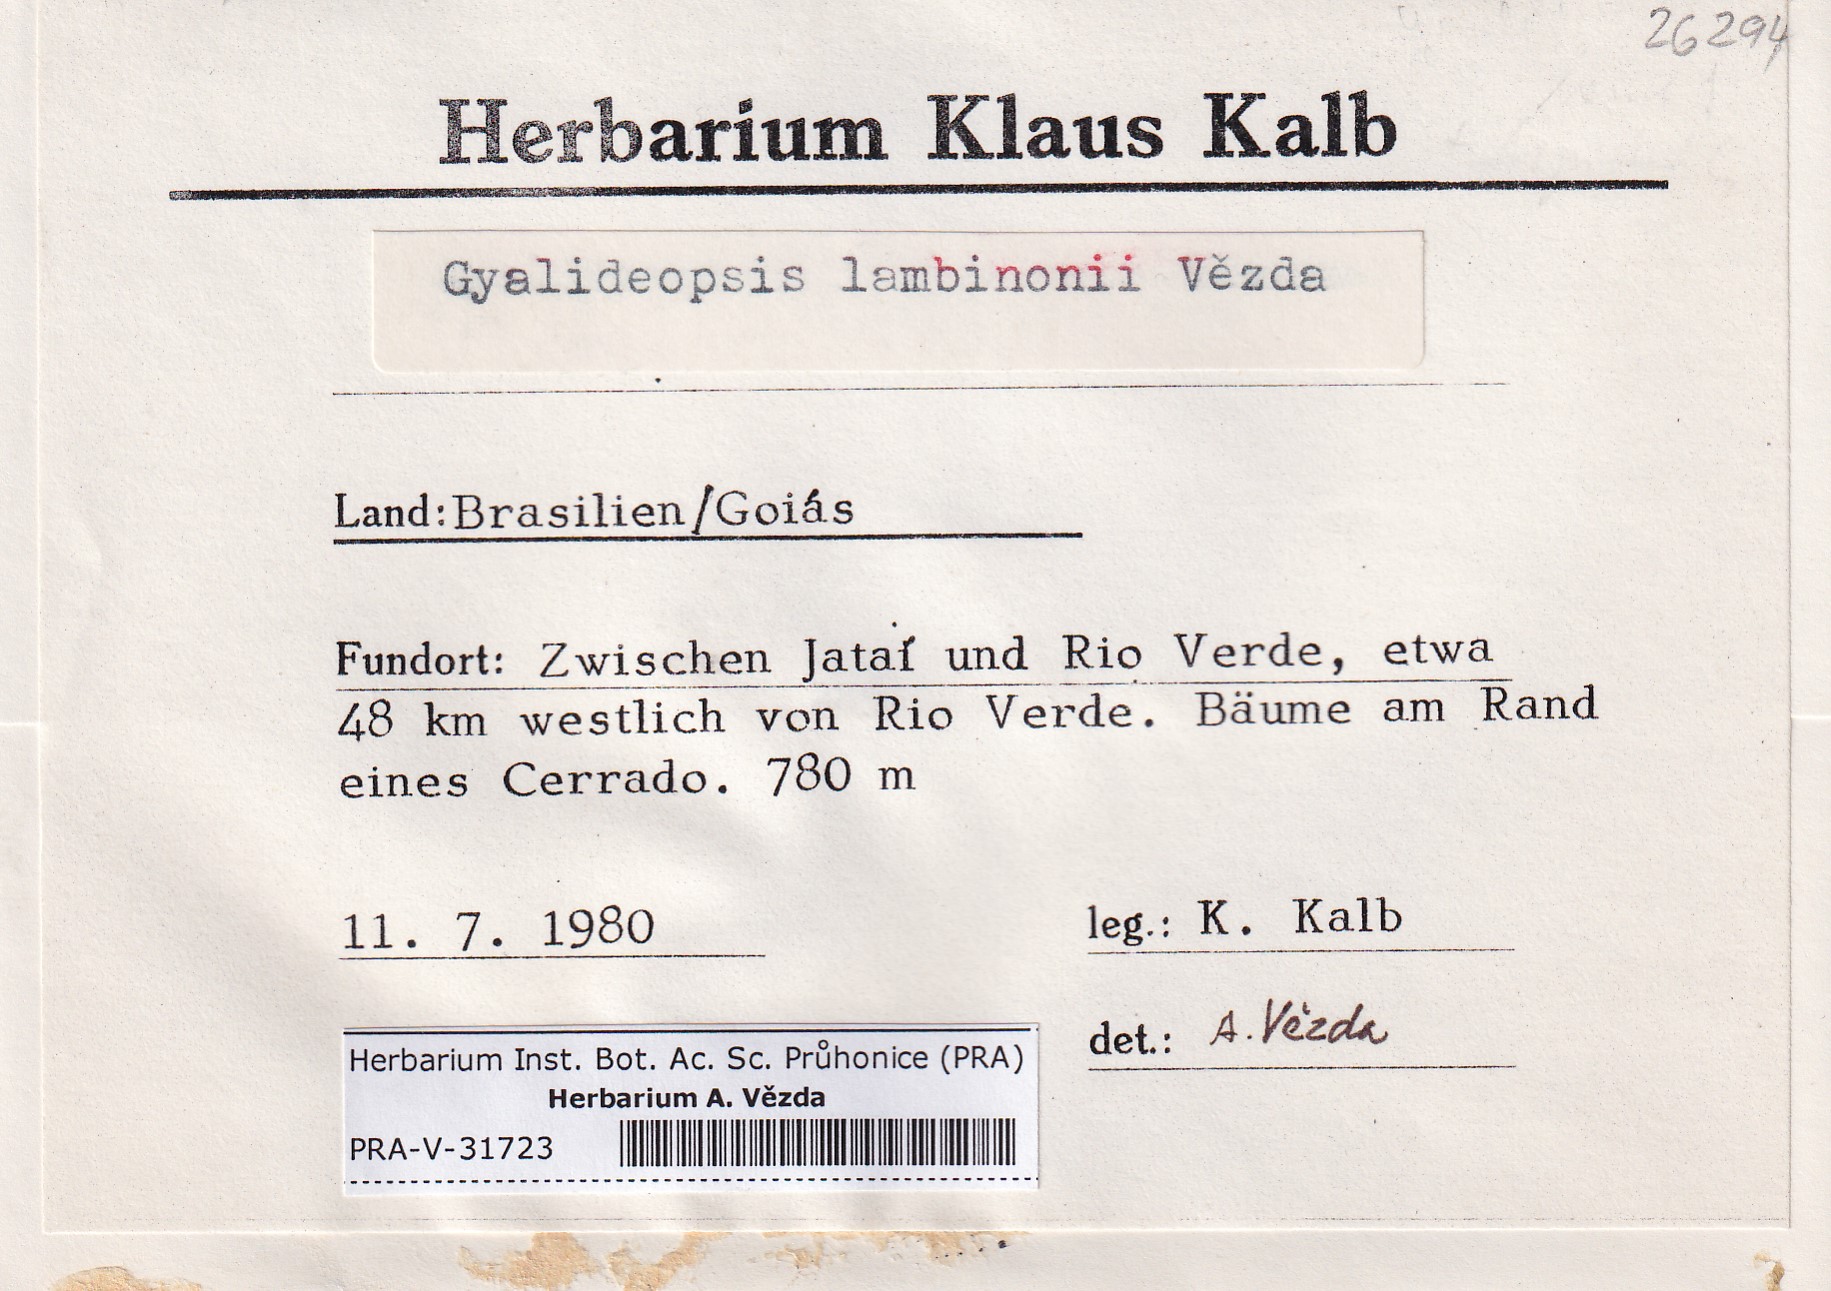 26294
Herbarium Klaus Kalb
Gyalideopsis lambinonii Vězda
Land: Brasilien/Goiás
Fundort: Zwischen Jataí und Rio Verde, etwa
48 km westlich von Rio Verde. Bäume am Rand
eines Cerrado. 780 m
11. 7. 1980
leg.: K. Kalb
det.: A. Vězda
Herbarium Inst. Bot. Ac. Sc. Průhonice (PRA)
Herbarium A. Vězda
PRA-V-31723